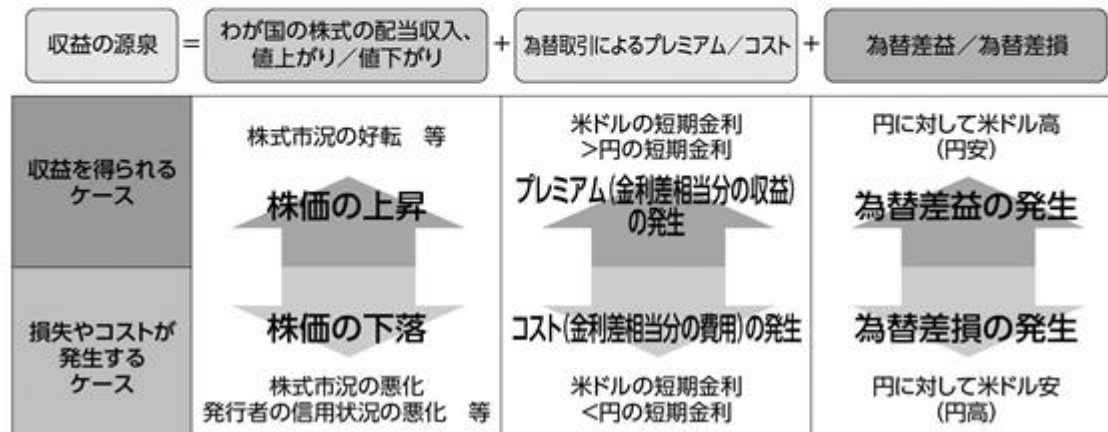 収益の源泉
=
わが国の株式の配当収入、
値上がり/値下がり
+
為替取引によるプレミアム/コスト
+
為替差益/為替差損
収益を得られる
ケース
株式市況の好転 等
株価の上昇
米ドルの短期金利
>円の短期金利
プレミアム(金利差相当分の収益)
の発生
円に対して米ドル高
(円安)
為替差益の発生
損失やコストが
発生する
ケース
株価の下落
株式市況の悪化
発行者の信用状況の悪化 等
コスト(金利差相当分の費用)の発生
米ドルの短期金利
<円の短期金利
為替差損の発生
円に対して米ドル安
(円高)